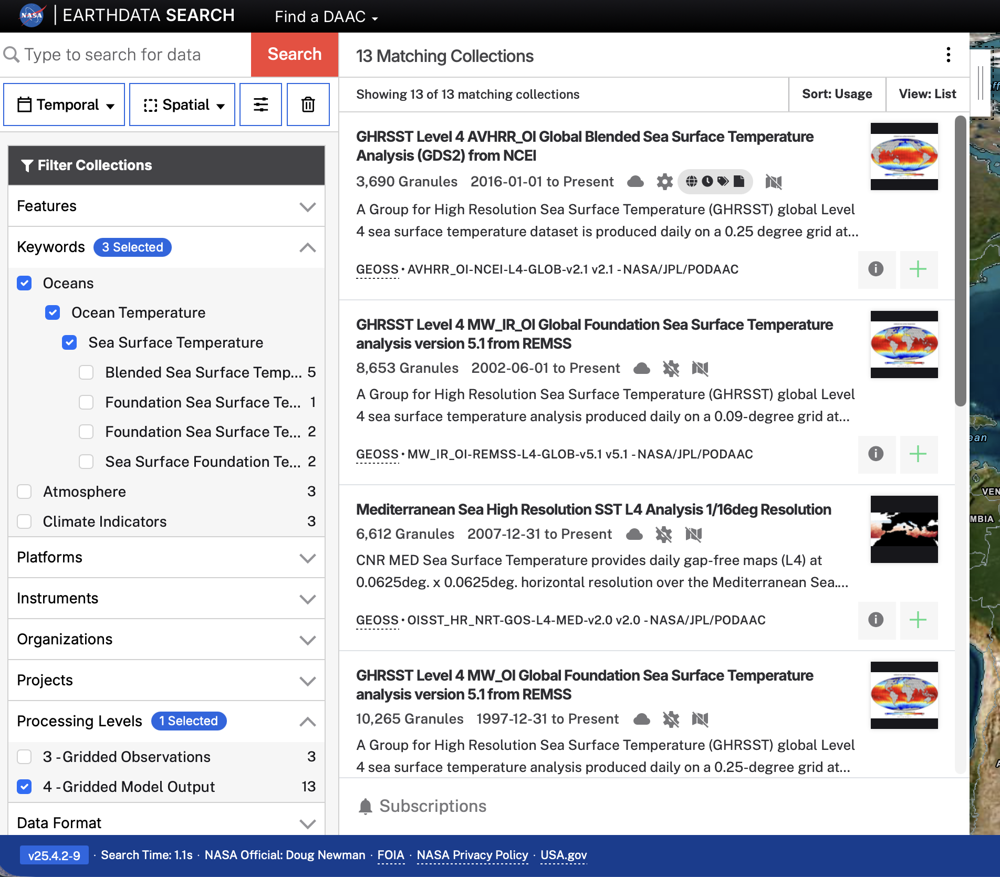 NASA
EARTHDATA SEARCH
Find a DAAC
Type to search for data
Search
Temporal
Spatial
Filter Collections
Features
Keywords 3 Selected
Oceans
Ocean Temperature
Sea Surface Temperature
Blended Sea Surface Temp... 5
Foundation Sea Surface Te... 1
Foundation Sea Surface Te... 2
Sea Surface Foundation Te... 2
Atmosphere 3
Climate Indicators 3
Platforms
Instruments
Organizations
Projects
Processing Levels 1 Selected
3 - Gridded Observations 3
4 - Gridded Model Output 13
Data Format
13 Matching Collections
Showing 13 of 13 matching collections
Sort: Usage
View: List
GHRSST Level 4 AVHRR_OI Global Blended Sea Surface Temperature
Analysis (GDS2) from NCEI
3,690 Granules 2016-01-01 to Present
A Group for High Resolution Sea Surface Temperature (GHRSST) global Level
4 sea surface temperature dataset is produced daily on a 0.25 degree grid at...
GEOSS • AVHRR_OI-NCEI-L4-GLOB-v2.1 v2.1 - NASA/JPL/PODAAC
GHRSST Level 4 MW_IR_OI Global Foundation Sea Surface Temperature
analysis version 5.1 from REMSS
8,653 Granules 2002-06-01 to Present
A Group for High Resolution Sea Surface Temperature (GHRSST) global Level
4 sea surface temperature analysis produced daily on a 0.09-degree grid at...
GEOSS • MW_IR_OI-REMSS-L4-GLOB-v5.1 v5.1 - NASA/JPL/PODAAC
Mediterranean Sea High Resolution SST L4 Analysis 1/16deg Resolution
6,612 Granules 2007-12-31 to Present
CNR MED Sea Surface Temperature provides daily gap-free maps (L4) at
0.0625deg. x 0.0625deg. horizontal resolution over the Mediterranean Sea....
GEOSS • OISST_HR_NRT-GOS-L4-MED-v2.0 v2.0 - NASA/JPL/PODAAC
GHRSST Level 4 MW_OI Global Foundation Sea Surface Temperature
analysis version 5.1 from REMSS
10,265 Granules 1997-12-31 to Present
A Group for High Resolution Sea Surface Temperature (GHRSST) global Level
4 sea surface temperature analysis produced daily on a 0.25-degree grid at...
Subscriptions
ean
VEN
MBIA
v25.4.2-9 · Search Time: 1.1s · NASA Official: Doug Newman · FOIA · NASA Privacy Policy · USA.gov